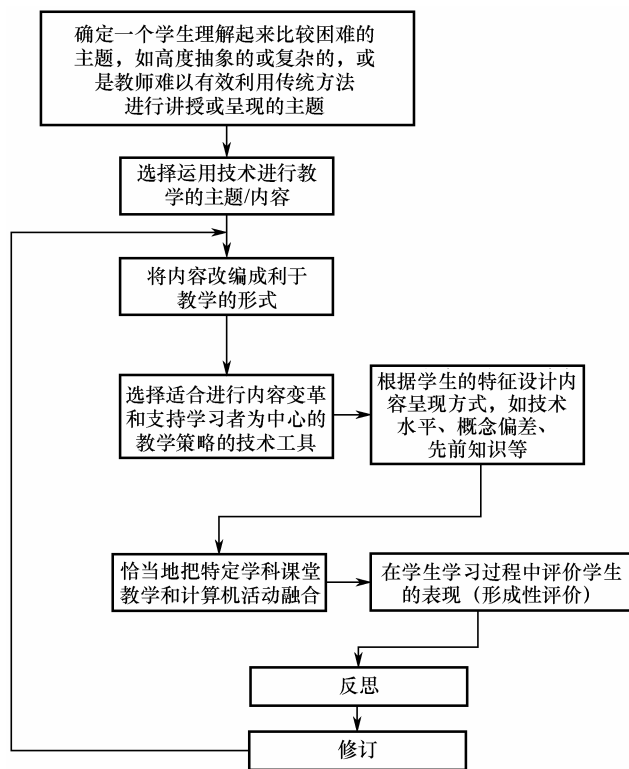 确定一个学生理解起来比较困难的
主题，如高度抽象的或复杂的，或
是教师难以有效利用传统方法
进行讲授或呈现的主题
选择运用技术进行教
学的主题/内容
将内容改编成利于
教学的形式
选择适合进行内容变革
和支持学习者为中心的
教学策略的技术工具
根据学生的特征设计内
容呈现方式，如技术
水平、概念偏差、
先前知识等
恰当地把特定学科课堂
教学和计算机活动融合
在学生学习过程中评价学生
的表现（形成性评价）
反思
修订